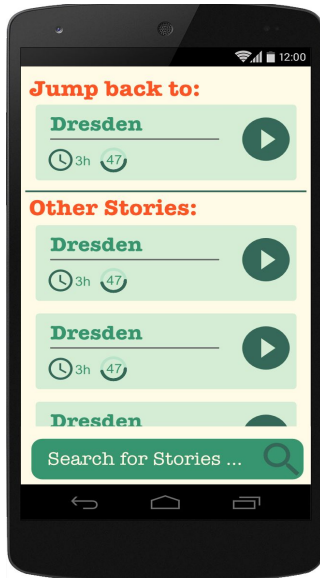 12:00
Jump back to:
Dresden
3h 47
Other Stories:
Dresden
3h 47
Dresden
3h 47
Dresden
Search for Stories ...